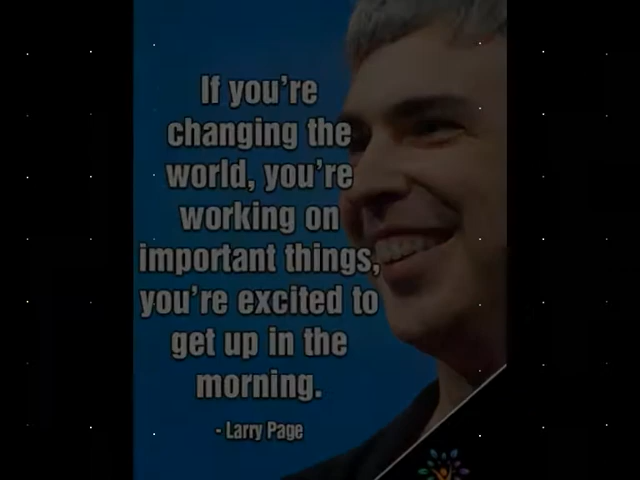 If you're
changing the
world, you're
working on
important things,
you're excited to
get up in the
morning.
- Larry Page